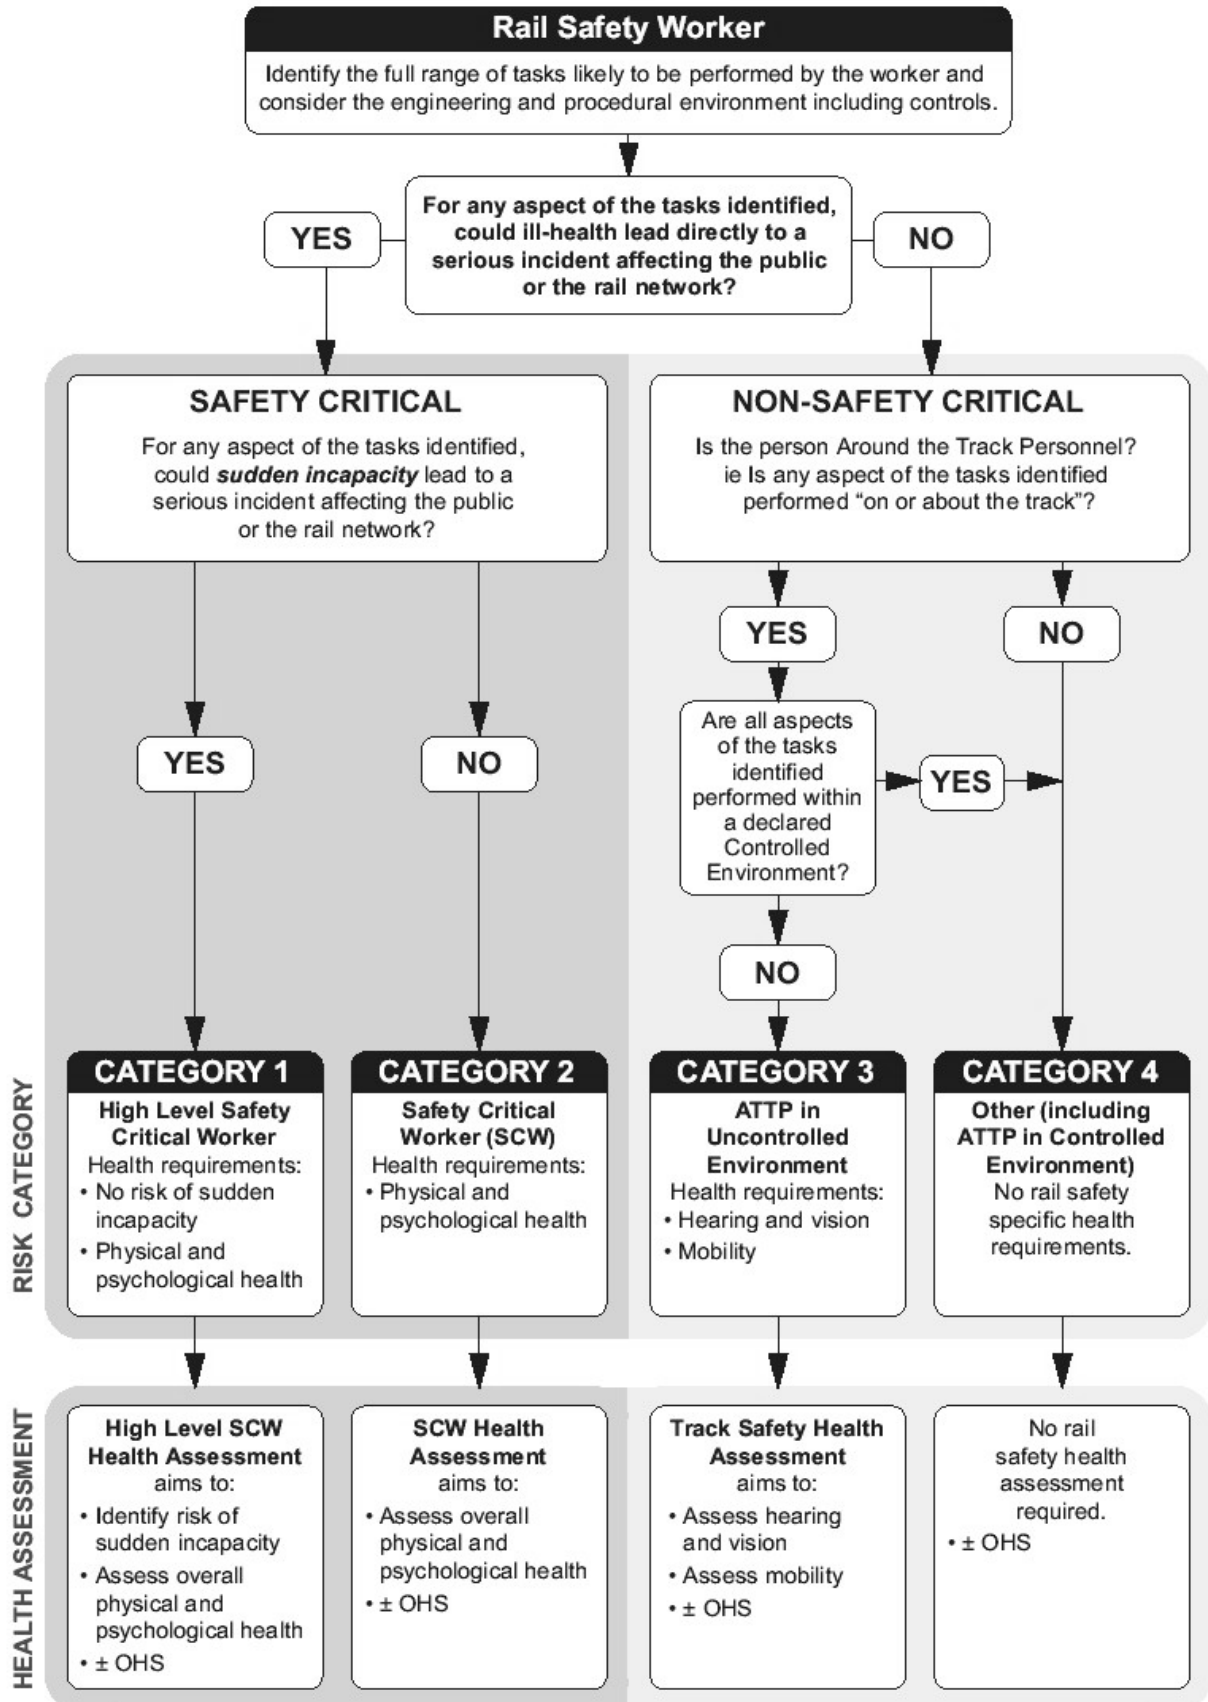 Rail Safety Worker
Identify the full range of tasks likely to be performed by the worker and
consider the engineering and procedural environment including controls.
For any aspect of the tasks identified,
could ill-health lead directly to a
serious incident affecting the public
or the rail network?
YES
NO
SAFETY CRITICAL
For any aspect of the tasks identified,
could sudden incapacity lead to a
serious incident affecting the public
or the rail network?
NON-SAFETY CRITICAL
Is the person Around the Track Personnel?
ie Is any aspect of the tasks identified
performed “on or about the track”?
YES
NO
YES
NO
Are all aspects
of the tasks
identified
performed within
a declared
Controlled
Environment?
YES
NO
RISK CATEGORY
CATEGORY 1
High Level Safety
Critical Worker
Health requirements:
• No risk of sudden
incapacity
• Physical and
psychological health
CATEGORY 2
Safety Critical
Worker (SCW)
Health requirements:
• Physical and
psychological health
CATEGORY 3
ATTP in
Uncontrolled
Environment
Health requirements:
• Hearing and vision
• Mobility
CATEGORY 4
Other (including
ATTP in Controlled
Environment)
No rail safety
specific health
requirements.
HEALTH ASSESSMENT
High Level SCW
Health Assessment
aims to:
• Identify risk of
sudden incapacity
• Assess overall
physical and
psychological health
• ± OHS
SCW Health
Assessment
aims to:
• Assess overall
physical and
psychological health
• ± OHS
Track Safety Health
Assessment
aims to:
• Assess hearing
and vision
• Assess mobility
• ± OHS
No rail
safety health
assessment
required.
• ± OHS